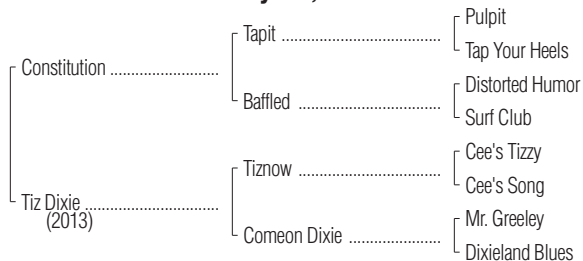 Pulpit
Tapit
Tap Your Heels
Constitution
Distorted Humor
Baffled
Surf Club
Cee's Tizzy
Tiznow
Cee's Song
Tiz Dixie
(2013)
Mr. Greeley
Comeon Dixie
Dixieland Blues